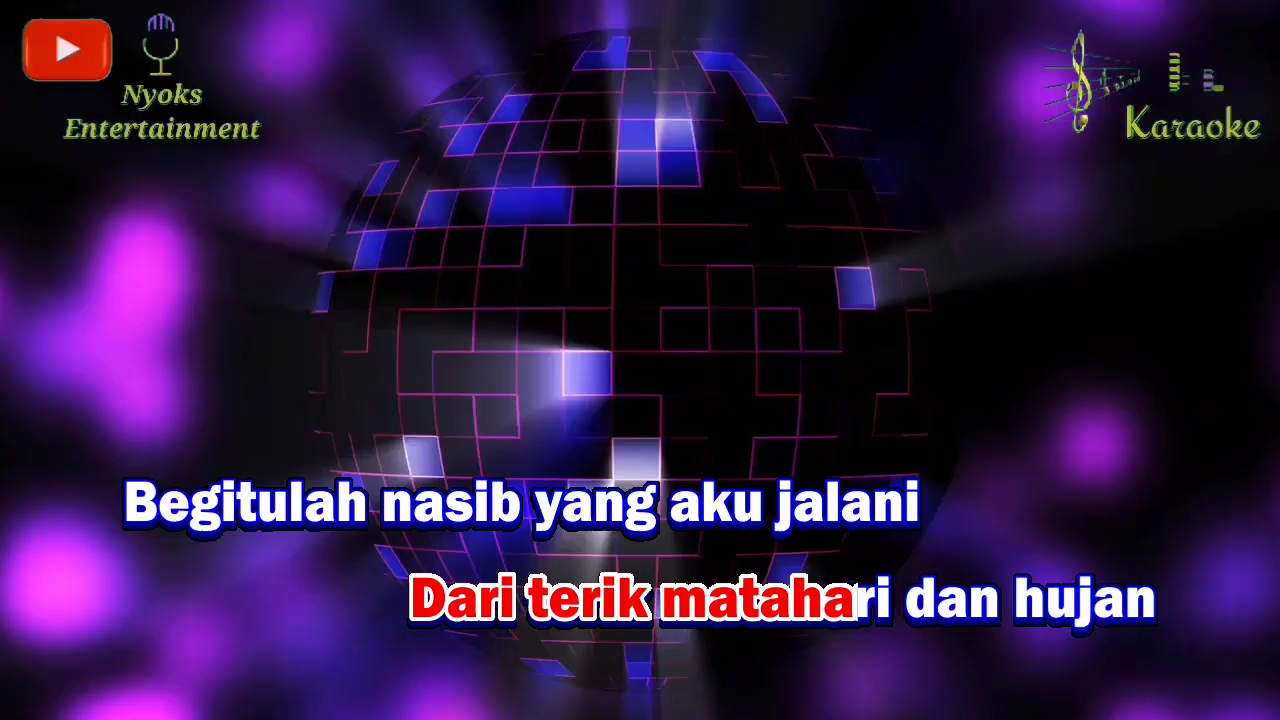 Nyoks
Entertainment
Karaoke
Begitulah nasib yang aku jalani
Dari terik matahari dan hujan